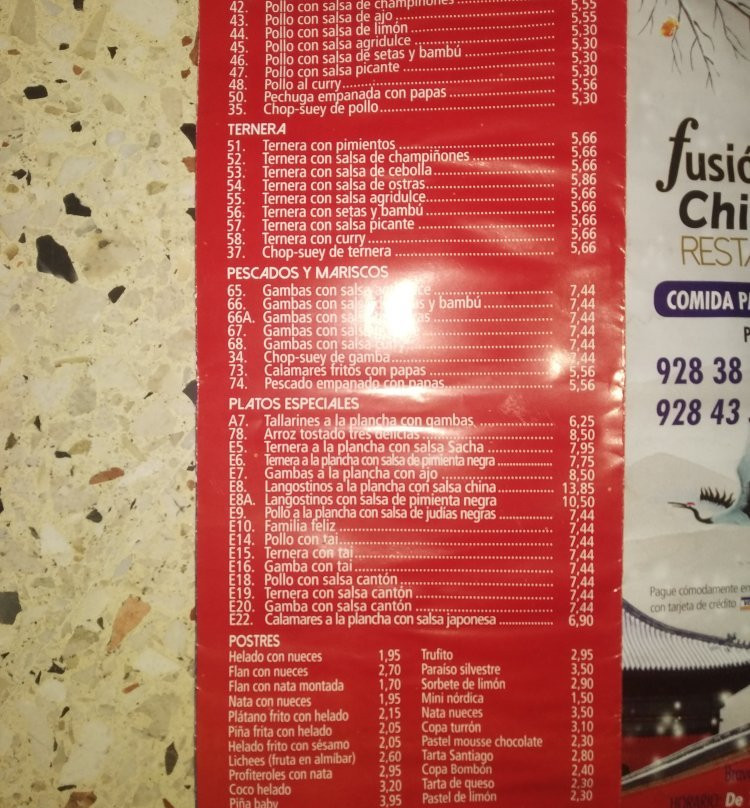 42. Pollo con salsa de champiñones
43. Pollo con salsa de ajo 5,55
44. Pollo con salsa de limón 5,55
45. Pollo con salsa agridulce 5,30
46. Pollo con salsa de setas y bambú 5,30
47. Pollo con salsa picante 5,30
48. Pollo al curry 5,30
50. Pechuga empanada con papas 5,56
35. Chop-suey de pollo 5,30
TERNERA
51. Ternera con pimientos 5,66
52. Ternera con salsa de champiñones 5,66
53. Ternera con salsa de cebolla 5,66
54. Ternera con salsa de ostras 5,86
55. Ternera con salsa agridulce 5,66
56. Ternera con setas y bambú 5,66
57. Ternera con salsa picante 5,66
58. Ternera con curry 5,66
37. Chop-suey de ternera 5,66
PESCADOS Y MARISCOS
65. Gambas con salsa agridulce 7,44
66. Gambas con salsa y bambú 7,44
66A. Gambas con salsa 7,44
67. Gambas con salsa 7,44
68. Gambas con salsa 7,44
34. Chop-suey de gamba
73. Calamares fritos con papas 5,56
74. Pescado empanado con papas 5,56
PLATOS ESPECIALES
A7. Tallarines a la plancha con gambas 6,25
78. Arroz tostado tres delicias 8,50
E5. Ternera a la plancha con salsa Sacha 7,95
E6. Ternera a la plancha con salsa de pimienta negra 7,75
E7. Gambas a la plancha con ajo 8,50
E8. Langostinos a la plancha con salsa china 13,85
E8A. Langostinos con salsa de pimienta negra 10,50
E9. Pollo a la plancha con salsa de judías negras 7,44
E10. Familia feliz 7,44
E14. Pollo con tai 7,44
E15. Ternera con tai 7,44
E16. Gamba con tai 7,44
E18. Pollo con salsa cantón 7,44
E19. Ternera con salsa cantón 7,44
E20. Gamba con salsa cantón 7,44
E22. Calamares a la plancha con salsa japonesa 6,90
POSTRES
Helado con nueces 1,95
Flan con nueces 2,70
Flan con nata montada 1,70
Nata con nueces 1,95
Plátano frito con helado 2,15
Piña frita con helado 2,05
Helado frito con sésamo 2,05
Lichees (fruta en almíbar) 2,60
Profiteroles con nata 2,95
Coco helado 3,20
Piña baby 3,95
Trufito 2,95
Paraíso silvestre 3,50
Sorbete de limón 2,90
Mini nórdica 1,50
Nata nueces 3,50
Copa turrón 3,10
Pastel mousse chocolate 2,30
Tarta Santiago 2,80
Copa Bombón 2,40
Tarta de queso 2,30
Pastel de limón 2,30
fusió
Chi
RESTA
COMIDA PA
928 38
928 43
Pague cómodamente en
con tarjeta de crédito